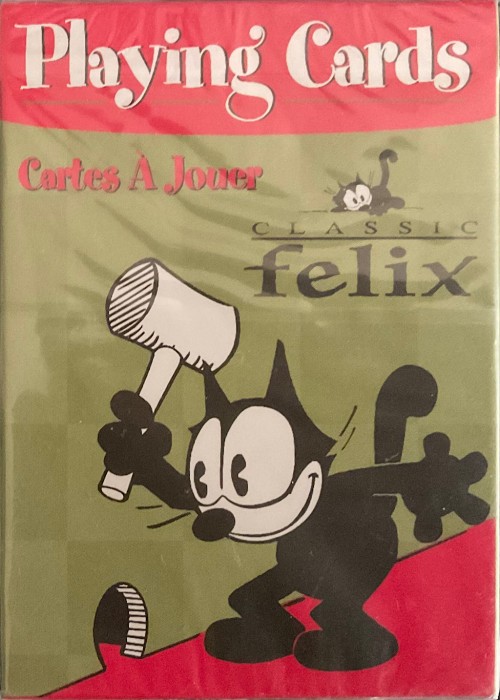 Playing Cards
Cartes À Jouer
CLASSIC
felix